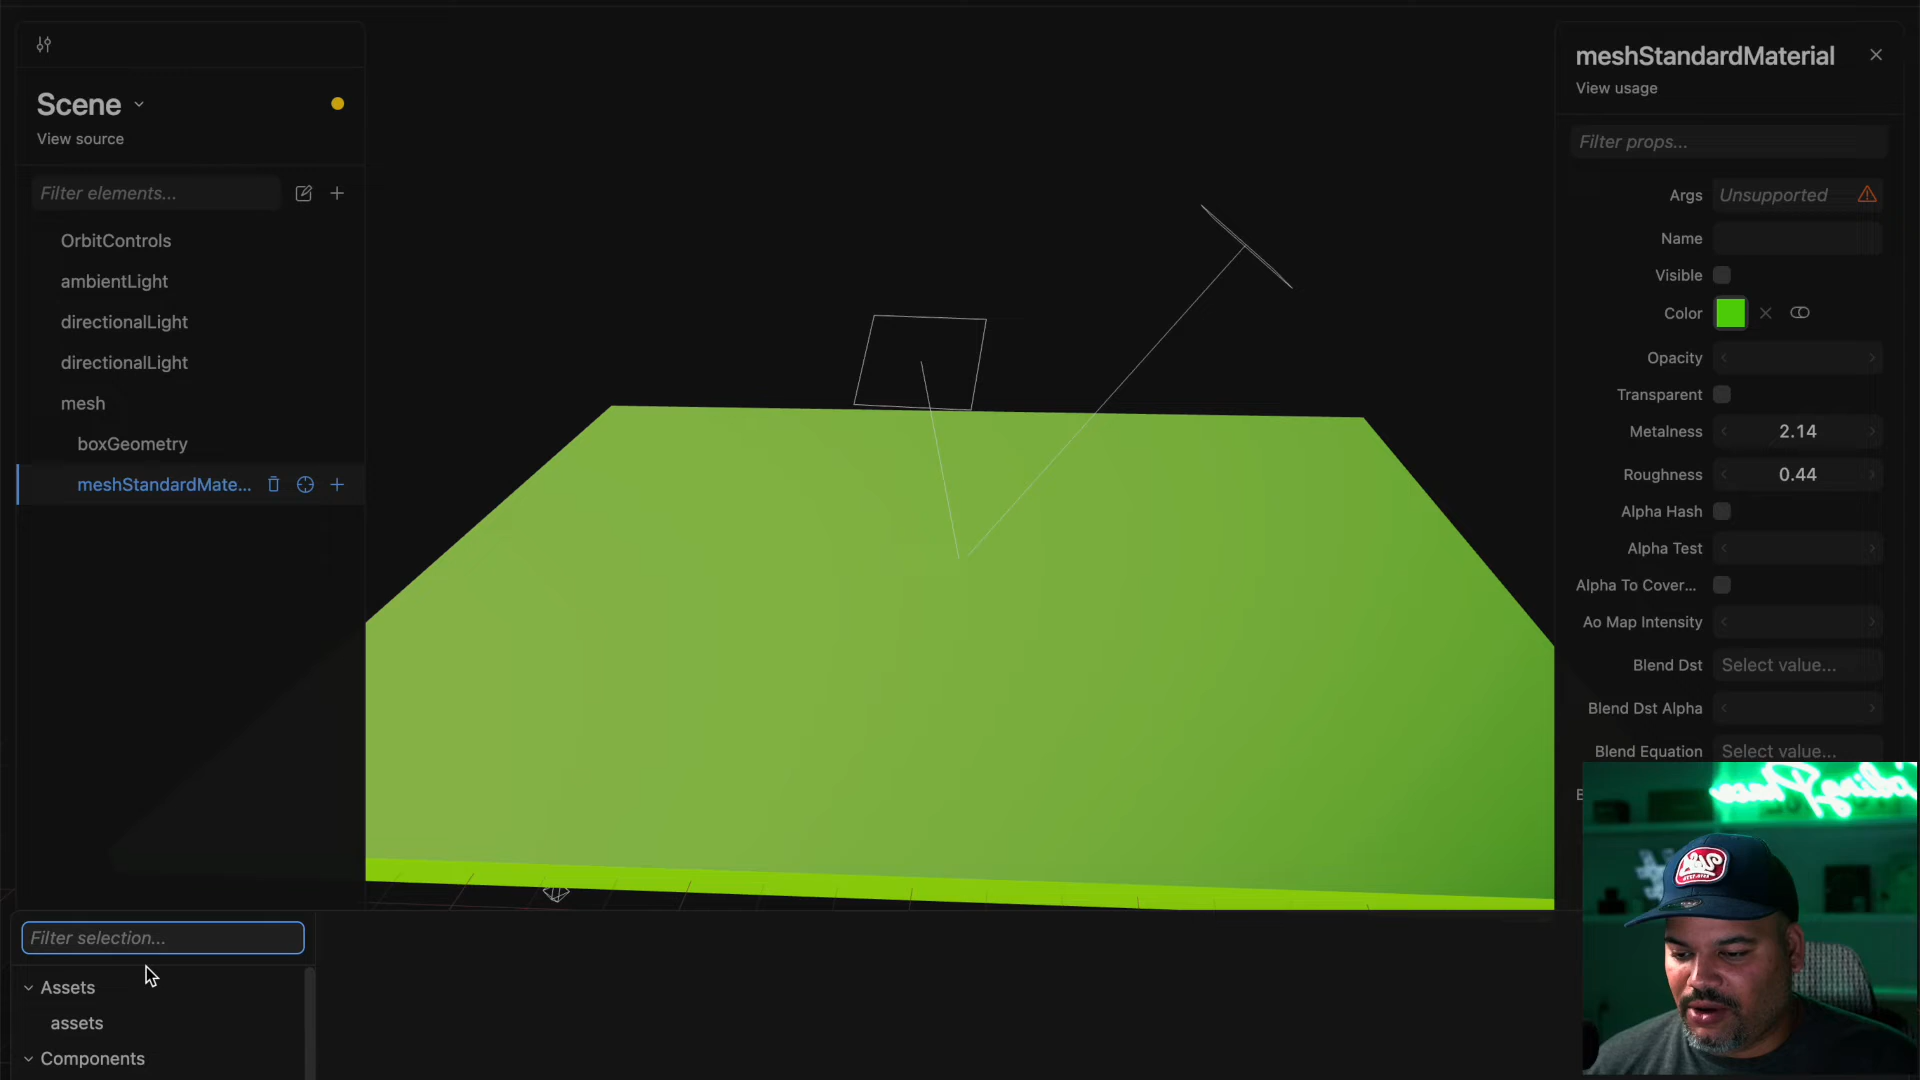 Scene
View source
Filter elements...
OrbitControls
ambientLight
directionalLight
directionalLight
mesh
boxGeometry
meshStandardMate...
Filter selection...
Assets
assets
Components
meshStandardMaterial
View usage
Filter props...
Args Unsupported
Name
Visible
Color
Opacity
Transparent
Metalness 2.14
Roughness 0.44
Alpha Hash
Alpha Test
Alpha To Cover...
Ao Map Intensity
Blend Dst Select value...
Blend Dst Alpha
Blend Equation Select value...